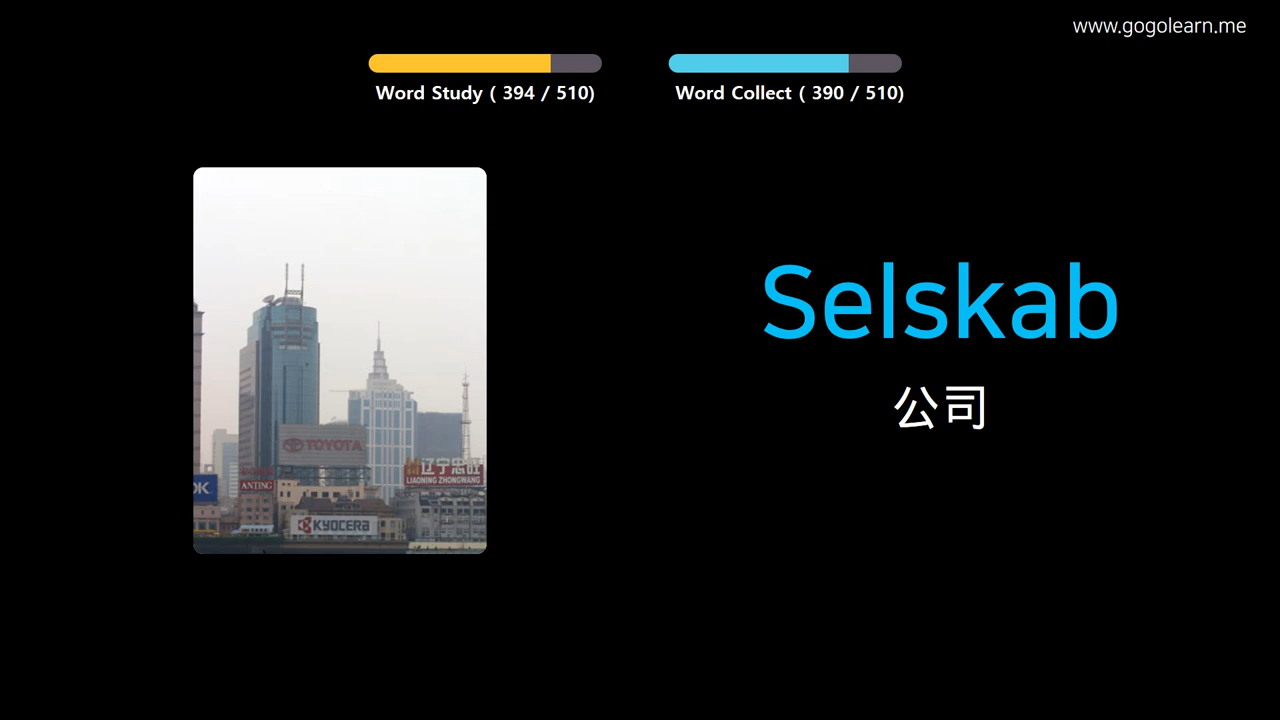 www.gogolearn.me
Word Study ( 394 / 510)
Word Collect ( 390 / 510)
Selskab
公司
TOYOTA
辽宁忠旺
LIAONING ZHONGWANG
ANTING
OK.
KYOCERA